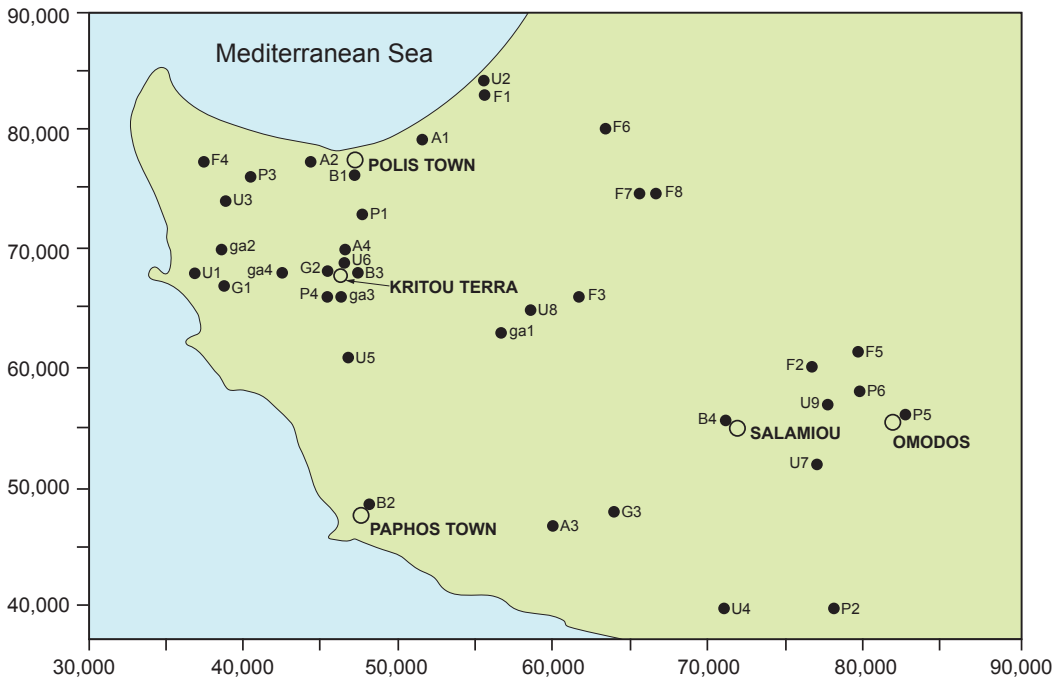 90,000
Mediterranean Sea
U2
F1
80,000
F6
A1
F4
A2
POLIS TOWN
P3
B1
F7
F8
U3
P1
70,000
ga2
A4
U6
U1
ga4
G2
B3
G1
KRITOU TERRA
P4
ga3
F3
U8
ga1
60,000
U5
F5
F2
P6
U9
P5
B4
SALAMIOU
OMODOS
U7
50,000
B2
G3
PAPHOS TOWN
A3
40,000
U4
P2
30,000 40,000 50,000 60,000 70,000 80,000 90,000